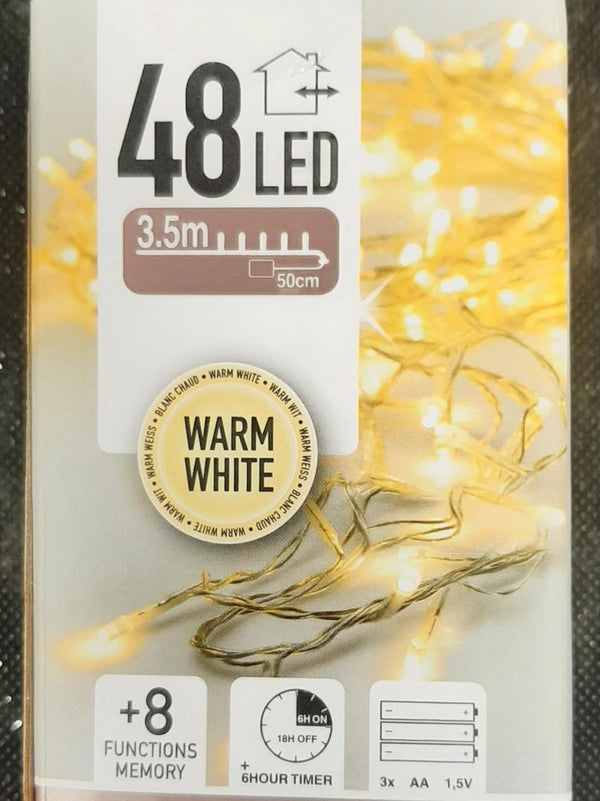 48 LED
3.5m
50cm
WARM WHITE • WARM WIT • WARM WEISS • BLANC CHAUD • WARM WHITE • WARM WIT • WARM WEISS • BLANC CHAUD •
WARM
WHITE
+8
FUNCTIONS
MEMORY
6H ON
18H OFF
+
6HOUR TIMER
− +
− +
− +
3x AA 1,5V